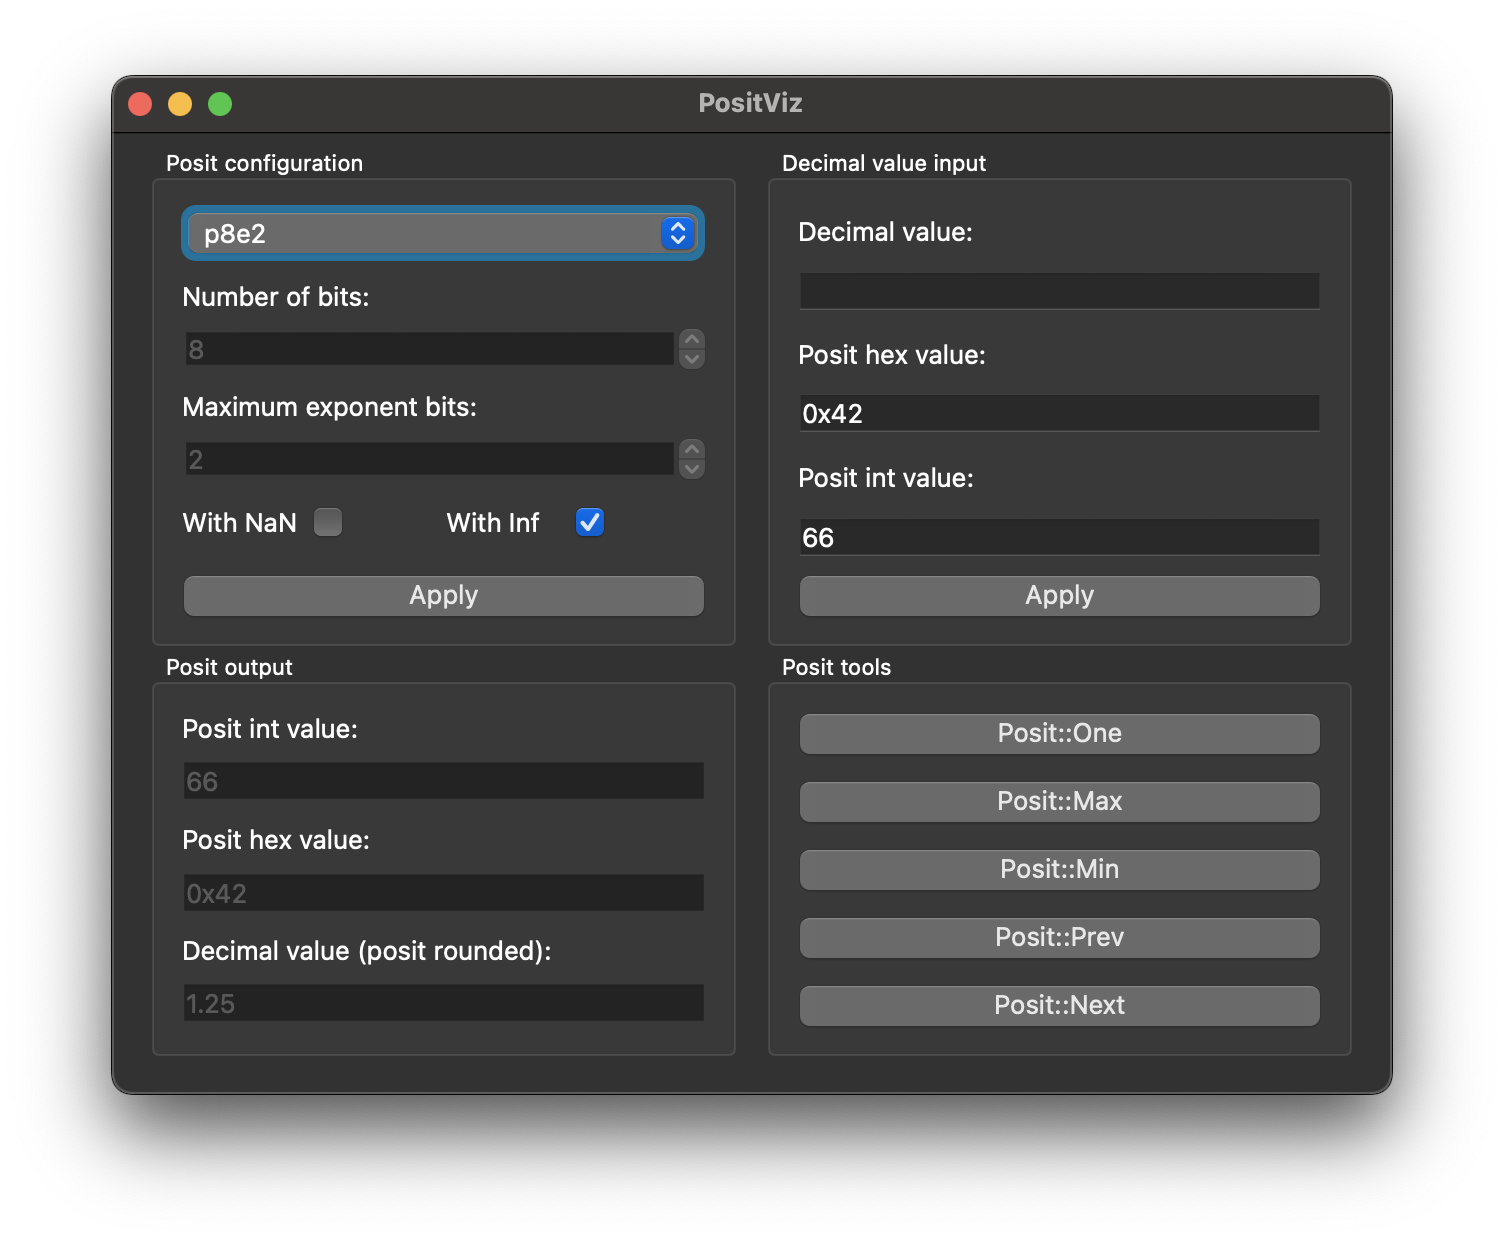 PositViz
Posit configuration
p8e2
Number of bits:
8
Maximum exponent bits:
2
With NaN With Inf
Apply
Decimal value input
Decimal value:
Posit hex value:
0x42
Posit int value:
66
Apply
Posit output
Posit int value:
66
Posit hex value:
0x42
Decimal value (posit rounded):
1.25
Posit tools
Posit::One
Posit::Max
Posit::Min
Posit::Prev
Posit::Next